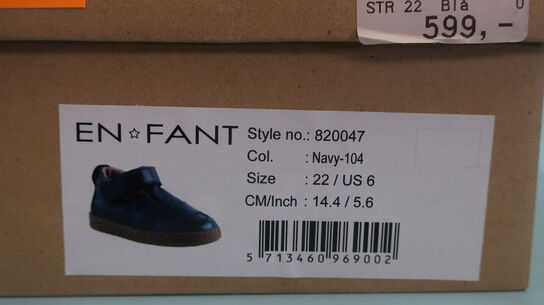 STR 22 Blå 0
599,-
EN☆FANT
Style no.: 820047
Col. : Navy-104
Size : 22 / US 6
CM/Inch : 14.4 / 5.6
5 713460 969002